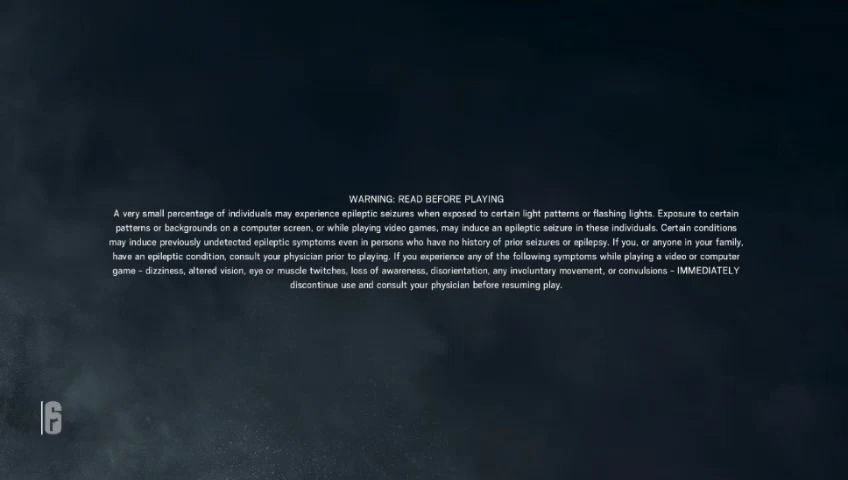 WARNING: READ BEFORE PLAYING
A very small percentage of individuals may experience epileptic seizures when exposed to certain light patterns or flashing lights. Exposure to certain
patterns or backgrounds on a computer screen, or while playing video games, may induce an epileptic seizure in these individuals. Certain conditions
may induce previously undetected epileptic symptoms even in persons who have no history of prior seizures or epilepsy. If you, or anyone in your family,
have an epileptic condition, consult your physician prior to playing. If you experience any of the following symptoms while playing a video or computer
game - dizziness, altered vision, eye or muscle twitches, loss of awareness, disorientation, any involuntary movement, or convulsions - IMMEDIATELY
discontinue use and consult your physician before resuming play.
6